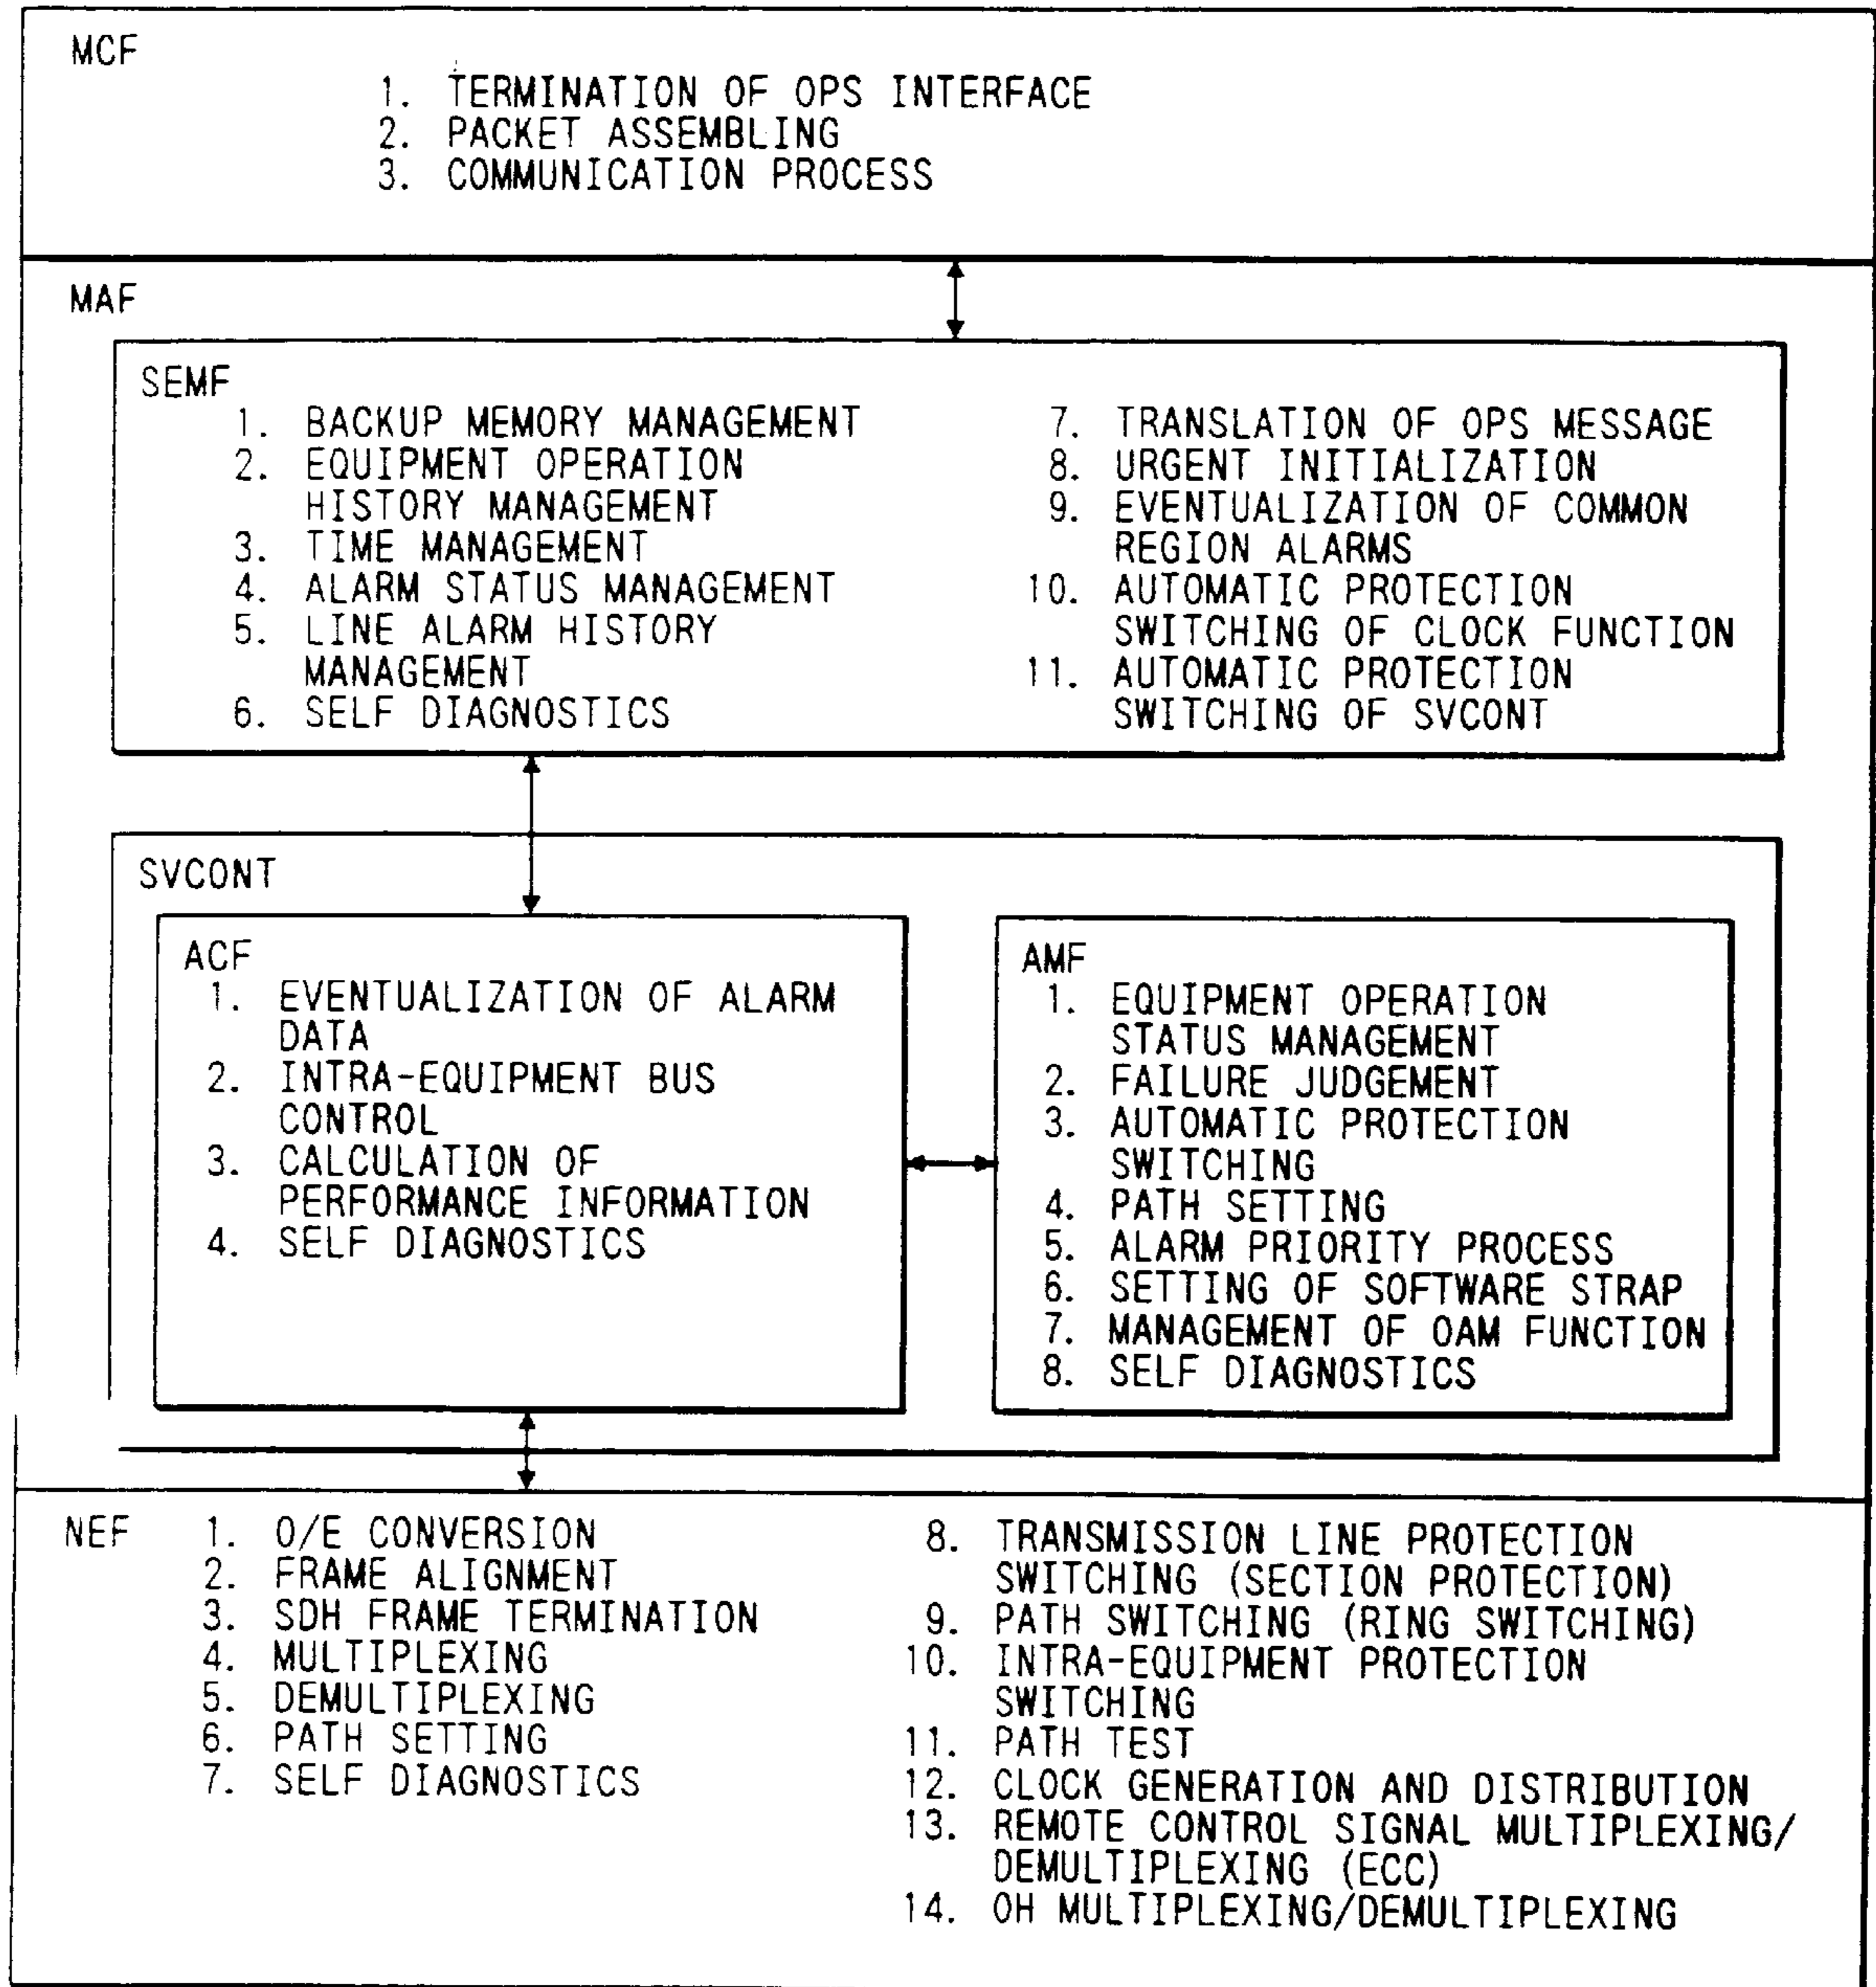 MCF
1. TERMINATION OF OPS INTERFACE
2. PACKET ASSEMBLING
3. COMMUNICATION PROCESS
MAF
SEMF
1. BACKUP MEMORY MANAGEMENT
2. EQUIPMENT OPERATION
HISTORY MANAGEMENT
3. TIME MANAGEMENT
4. ALARM STATUS MANAGEMENT
5. LINE ALARM HISTORY
MANAGEMENT
6. SELF DIAGNOSTICS
7. TRANSLATION OF OPS MESSAGE
8. URGENT INITIALIZATION
9. EVENTUALIZATION OF COMMON
REGION ALARMS
10. AUTOMATIC PROTECTION
SWITCHING OF CLOCK FUNCTION
11. AUTOMATIC PROTECTION
SWITCHING OF SVCONT
SVCONT
ACF
1. EVENTUALIZATION OF ALARM
DATA
2. INTRA-EQUIPMENT BUS
CONTROL
3. CALCULATION OF
PERFORMANCE INFORMATION
4. SELF DIAGNOSTICS
AMF
1. EQUIPMENT OPERATION
STATUS MANAGEMENT
2. FAILURE JUDGEMENT
3. AUTOMATIC PROTECTION
SWITCHING
4. PATH SETTING
5. ALARM PRIORITY PROCESS
6. SETTING OF SOFTWARE STRAP
7. MANAGEMENT OF OAM FUNCTION
8. SELF DIAGNOSTICS
NEF
1. O/E CONVERSION
2. FRAME ALIGNMENT
3. SDH FRAME TERMINATION
4. MULTIPLEXING
5. DEMULTIPLEXING
6. PATH SETTING
7. SELF DIAGNOSTICS
8. TRANSMISSION LINE PROTECTION
SWITCHING (SECTION PROTECTION)
9. PATH SWITCHING (RING SWITCHING)
10. INTRA-EQUIPMENT PROTECTION
SWITCHING
11. PATH TEST
12. CLOCK GENERATION AND DISTRIBUTION
13. REMOTE CONTROL SIGNAL MULTIPLEXING/
DEMULTIPLEXING (ECC)
14. OH MULTIPLEXING/DEMULTIPLEXING